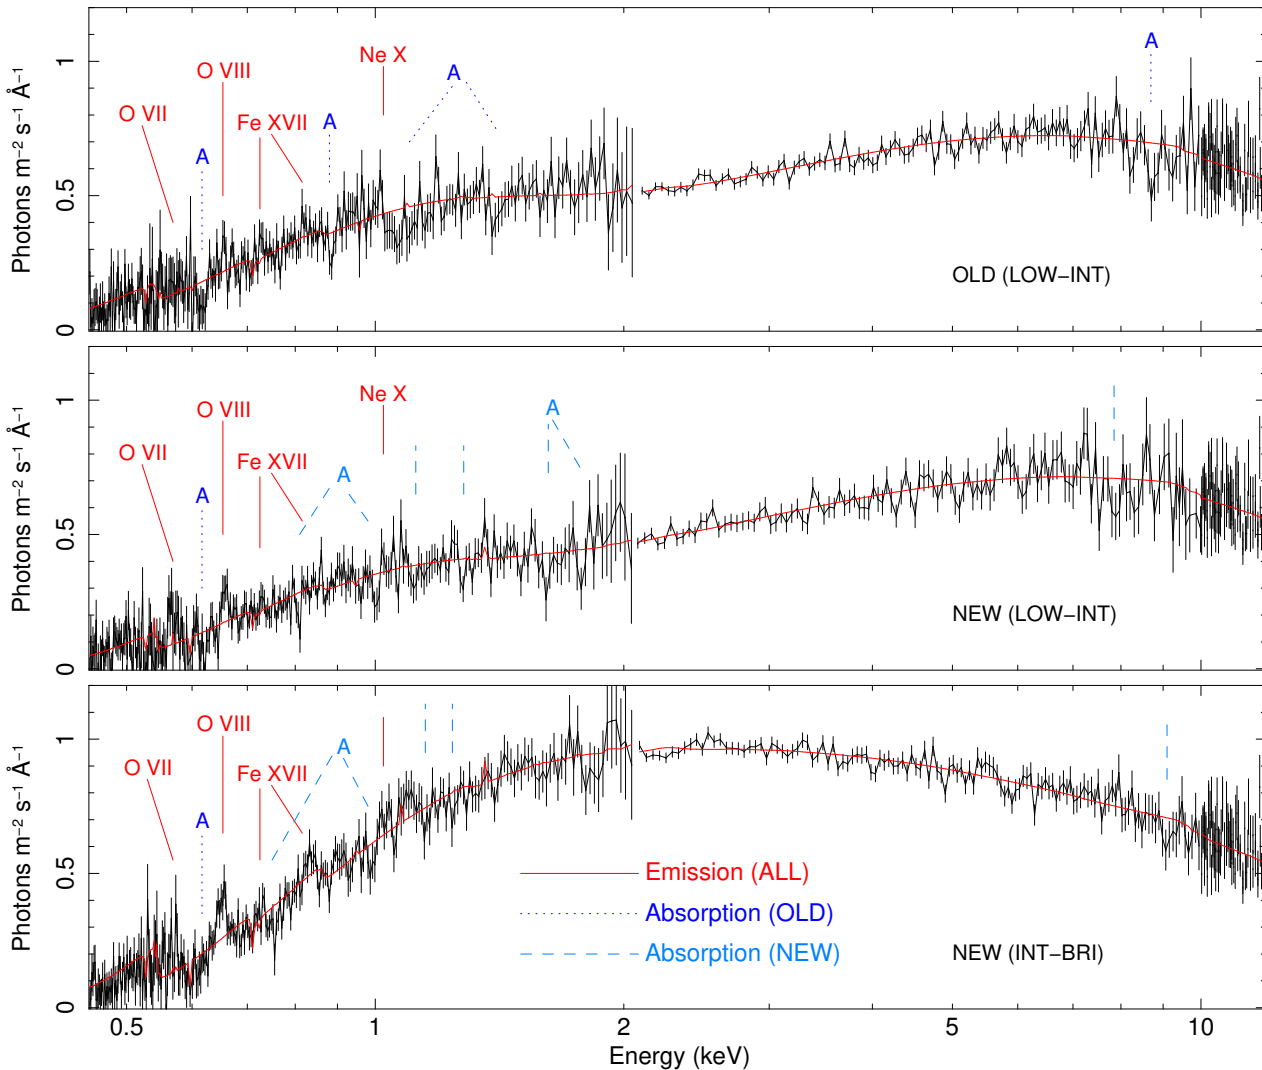 Photons m⁻² s⁻¹ Å⁻¹
1
0.5
0
O VII
A
O VIII
Fe XVII
A
Ne X
A
A
OLD (LOW−INT)
Photons m⁻² s⁻¹ Å⁻¹
1
0.5
0
O VII
A
O VIII
Fe XVII
A
Ne X
A
NEW (LOW−INT)
Photons m⁻² s⁻¹ Å⁻¹
1
0.5
0
O VII
A
O VIII
Fe XVII
A
Emission (ALL)
Absorption (OLD)
Absorption (NEW)
NEW (INT−BRI)
0.5 1 2 5 10
Energy (keV)